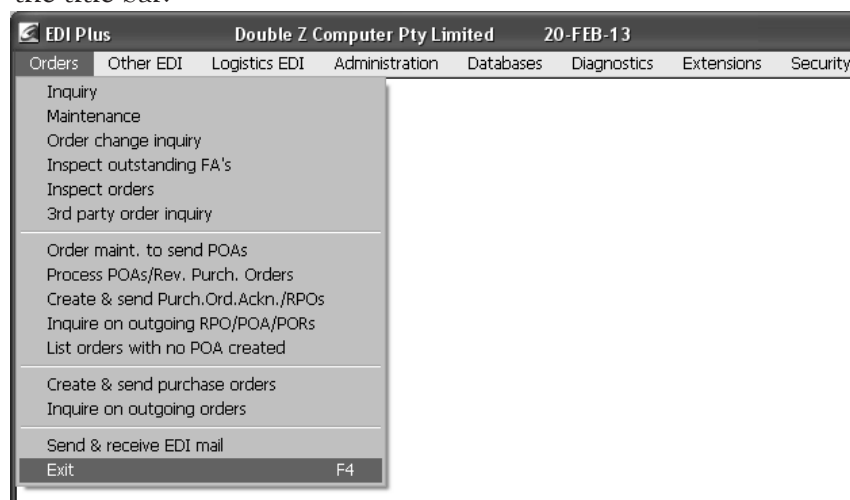 the title bar.
EDI Plus Double Z Computer Pty Limited 20-FEB-13
Orders Other EDI Logistics EDI Administration Databases Diagnostics Extensions Security
Inquiry
Maintenance
Order change inquiry
Inspect outstanding FA's
Inspect orders
3rd party order inquiry
Order maint. to send POAs
Process POAs/Rev. Purch. Orders
Create & send Purch.Ord.Ackn./RPOs
Inquire on outgoing RPO/POA/PORs
List orders with no POA created
Create & send purchase orders
Inquire on outgoing orders
Send & receive EDI mail
Exit F4